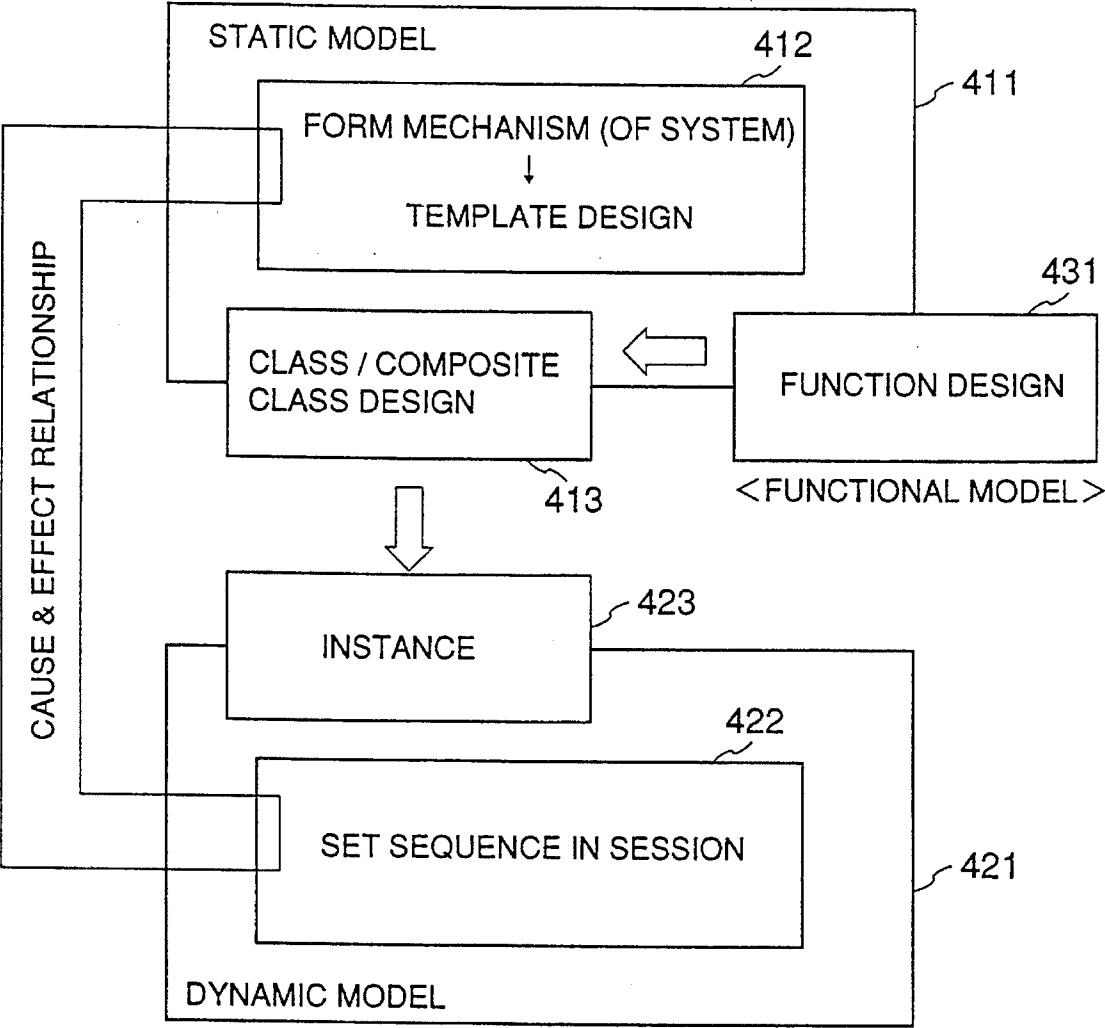 STATIC MODEL
412
411
FORM MECHANISM (OF SYSTEM)
TEMPLATE DESIGN
431
CLASS / COMPOSITE
CLASS DESIGN
FUNCTION DESIGN
413
<FUNCTIONAL MODEL>
CAUSE & EFFECT RELATIONSHIP
423
INSTANCE
422
SET SEQUENCE IN SESSION
421
DYNAMIC MODEL